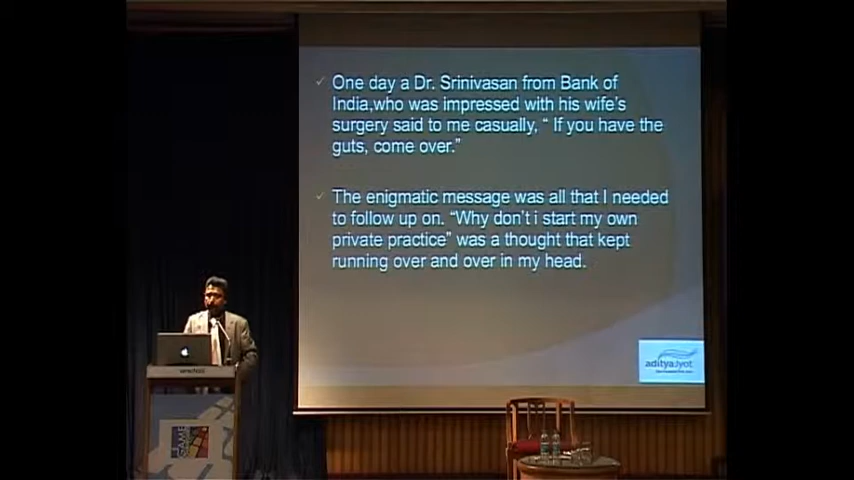 One day a Dr. Srinivasan from Bank of
India,who was impressed with his wife's
surgery said to me casually, “ If you have the
guts, come over.”
The enigmatic message was all that I needed
to follow up on. “Why don't i start my own
private practice” was a thought that kept
running over and over in my head.
adityaJyot